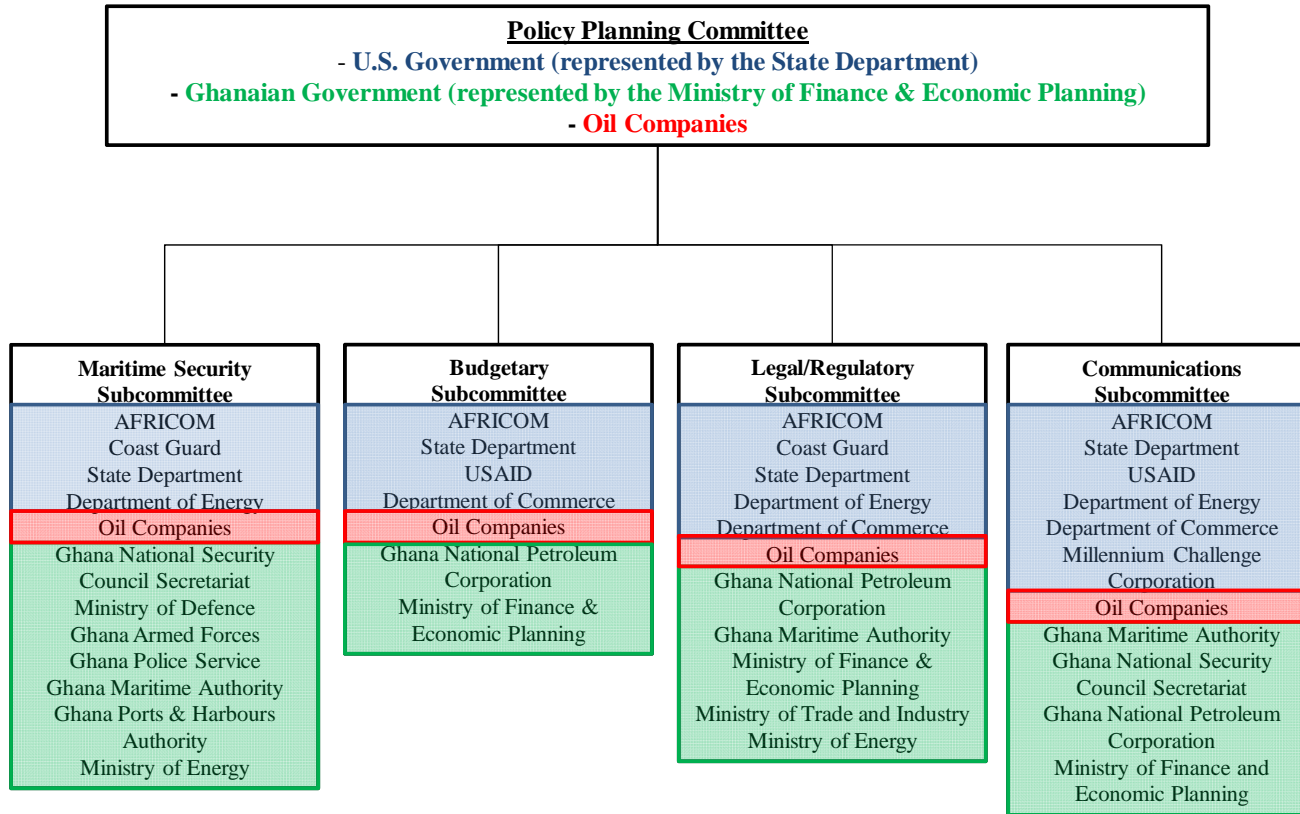 Policy Planning Committee
- U.S. Government (represented by the State Department)
- Ghanaian Government (represented by the Ministry of Finance & Economic Planning)
- Oil Companies
Maritime Security
Subcommittee
AFRICOM
Coast Guard
State Department
Department of Energy
Oil Companies
Ghana National Security
Council Secretariat
Ministry of Defence
Ghana Armed Forces
Ghana Police Service
Ghana Maritime Authority
Ghana Ports & Harbours
Authority
Ministry of Energy
Budgetary
Subcommittee
AFRICOM
State Department
USAID
Department of Commerce
Oil Companies
Ghana National Petroleum
Corporation
Ministry of Finance &
Economic Planning
Legal/Regulatory
Subcommittee
AFRICOM
Coast Guard
State Department
Department of Energy
Department of Commerce
Oil Companies
Ghana National Petroleum
Corporation
Ghana Maritime Authority
Ministry of Finance &
Economic Planning
Ministry of Trade and Industry
Ministry of Energy
Communications
Subcommittee
AFRICOM
State Department
USAID
Department of Energy
Department of Commerce
Millennium Challenge
Corporation
Oil Companies
Ghana Maritime Authority
Ghana National Security
Council Secretariat
Ghana National Petroleum
Corporation
Ministry of Finance and
Economic Planning